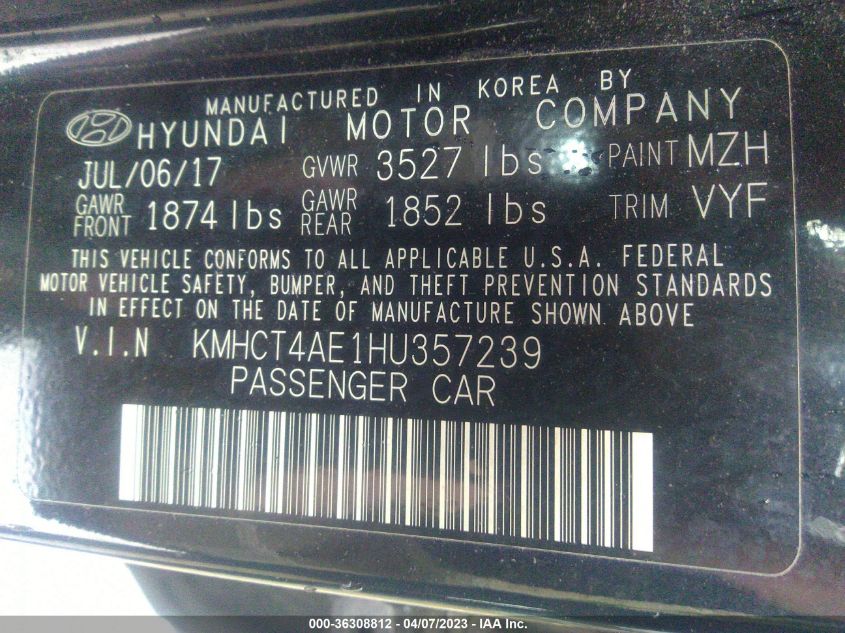 MANUFACTURED IN KOREA BY
HYUNDAI MOTOR COMPANY
JUL/06/17 GVWR 3527 lbs PAINT MZH
GAWR FRONT 1874 lbs GAWR REAR 1852 lbs TRIM VYF
THIS VEHICLE CONFORMS TO ALL APPLICABLE U.S.A. FEDERAL
MOTOR VEHICLE SAFETY, BUMPER, AND THEFT PREVENTION STANDARDS
IN EFFECT ON THE DATE OF MANUFACTURE SHOWN ABOVE
V.I.N KMHCT4AE1HU357239
PASSENGER CAR
000-36308812 - 04/07/2023 - IAA Inc.